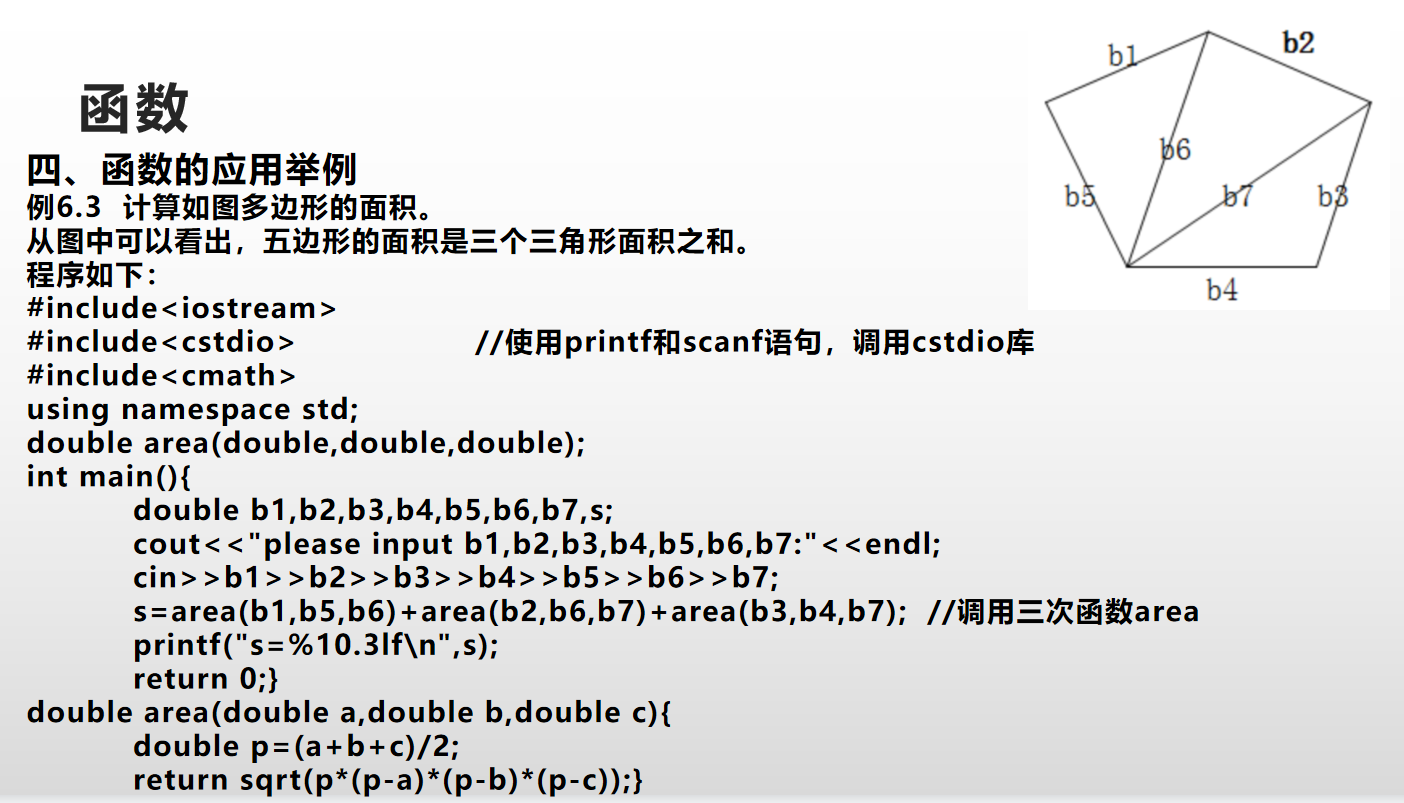 函数
四、函数的应用举例
例6.3 计算如图多边形的面积。
从图中可以看出，五边形的面积是三个三角形面积之和。
程序如下：
#include<iostream>
#include<cstdio> //使用printf和scanf语句，调用cstdio库
#include<cmath>
using namespace std;
double area(double,double,double);
int main(){
double b1,b2,b3,b4,b5,b6,b7,s;
cout<<"please input b1,b2,b3,b4,b5,b6,b7:"<<endl;
cin>>b1>>b2>>b3>>b4>>b5>>b6>>b7;
s=area(b1,b5,b6)+area(b2,b6,b7)+area(b3,b4,b7); //调用三次函数area
printf("s=%10.3lf\n",s);
return 0;}
double area(double a,double b,double c){
double p=(a+b+c)/2;
return sqrt(p*(p-a)*(p-b)*(p-c));}
b1
b2
b6
b5
b7
b3
b4